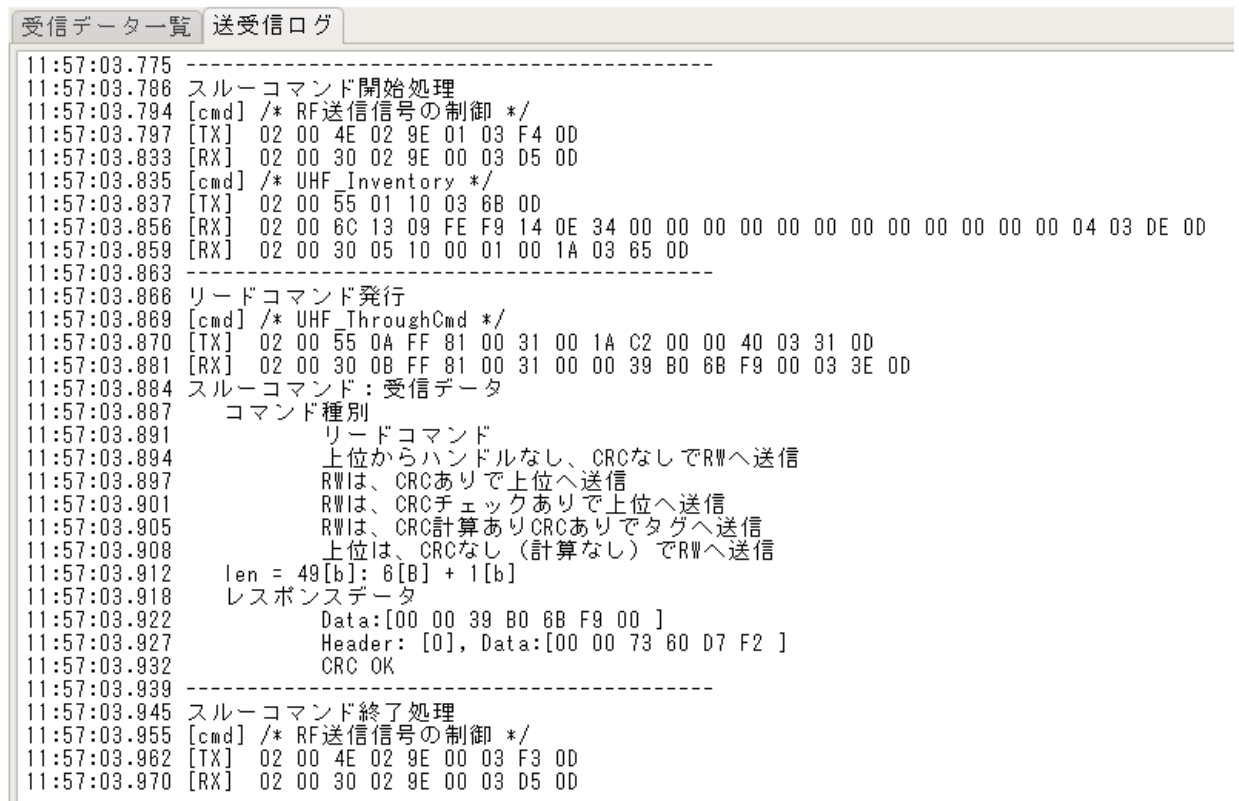 受信データ一覧 送受信ログ
11:57:03.775 -------------------------------------------
11:57:03.786 スルーコマンド開始処理
11:57:03.794 [cmd] /* RF送信信号の制御 */
11:57:03.797 [TX]  02 00 4E 02 9E 01 03 F4 0D
11:57:03.833 [RX]  02 00 30 02 9E 00 03 D5 0D
11:57:03.835 [cmd] /* UHF_Inventory */
11:57:03.837 [TX]  02 00 55 01 10 03 6B 0D
11:57:03.856 [RX]  02 00 6C 13 09 FE F9 14 0E 34 00 00 00 00 00 00 00 00 00 00 00 00 04 03 DE 0D
11:57:03.859 [RX]  02 00 30 05 10 00 01 00 1A 03 65 0D
11:57:03.863 -------------------------------------------
11:57:03.866 リードコマンド発行
11:57:03.869 [cmd] /* UHF_ThroughCmd */
11:57:03.870 [TX]  02 00 55 0A FF 81 00 31 00 1A C2 00 00 40 03 31 0D
11:57:03.881 [RX]  02 00 30 0B FF 81 00 31 00 00 39 B0 6B F9 00 03 3E 0D
11:57:03.884 スルーコマンド：受信データ
11:57:03.887    コマンド種別
11:57:03.891            リードコマンド
11:57:03.894            上位からハンドルなし、CRCなしでRWへ送信
11:57:03.897            RWは、CRCありで上位へ送信
11:57:03.901            RWは、CRCチェックありで上位へ送信
11:57:03.905            RWは、CRC計算ありCRCありでタグへ送信
11:57:03.908            上位は、CRCなし（計算なし）でRWへ送信
11:57:03.912    len = 49[b]: 6[B] + 1[b]
11:57:03.918    レスポンスデータ
11:57:03.922            Data:[00 00 39 B0 6B F9 00 ]
11:57:03.927            Header: [0], Data:[00 00 73 60 D7 F2 ]
11:57:03.932            CRC OK
11:57:03.939 -------------------------------------------
11:57:03.945 スルーコマンド終了処理
11:57:03.955 [cmd] /* RF送信信号の制御 */
11:57:03.962 [TX]  02 00 4E 02 9E 00 03 F3 0D
11:57:03.970 [RX]  02 00 30 02 9E 00 03 D5 0D